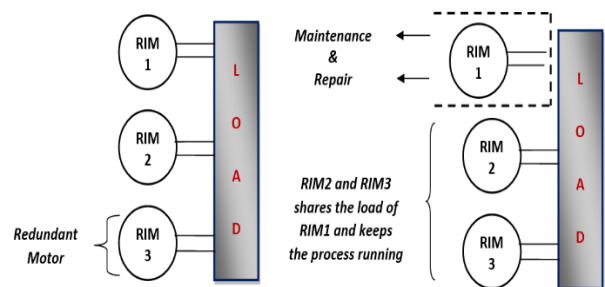 RIM
1
RIM
2
Redundant
Motor
RIM
3
L
O
A
D
Maintenance
&
Repair
RIM
1
RIM2 and RIM3
shares the load of
RIM1 and keeps
the process running
RIM
2
RIM
3
L
O
A
D